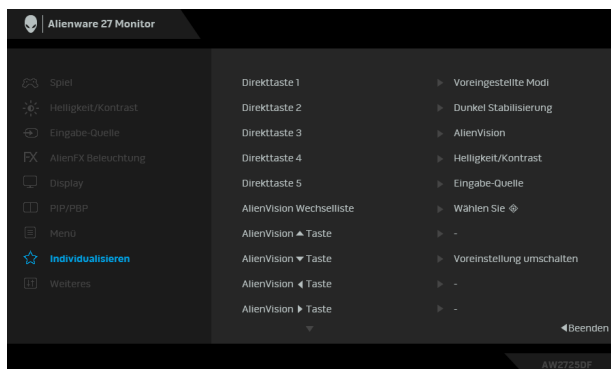 Alienware 27 Monitor
Spiel
Helligkeit/Kontrast
Eingabe-Quelle
FX AlienFX Beleuchtung
Display
PIP/PBP
Menü
Individualisieren
Weiteres
Direkttaste 1 ▶ Voreingestellte Modi
Direkttaste 2 ▶ Dunkel Stabilisierung
Direkttaste 3 ▶ AlienVision
Direkttaste 4 ▶ Helligkeit/Kontrast
Direkttaste 5 ▶ Eingabe-Quelle
AlienVision Wechselliste ▶ Wählen Sie
AlienVision ▲ Taste ▶ -
AlienVision ▼ Taste ▶ Voreinstellung umschalten
AlienVision ◀ Taste ▶ -
AlienVision ▶ Taste ▶ -
◀Beenden
AW2725DF